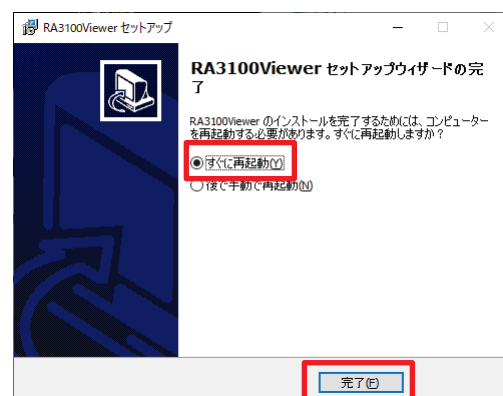 RA3100Viewer セットアップ
RA3100Viewer セットアップウィザードの完
了
RA3100Viewer のインストールを完了するためには、コンピューター
を再起動する必要があります。すぐに再起動しますか？
すぐに再起動(Y)
後で手動で再起動(N)
完了(F)